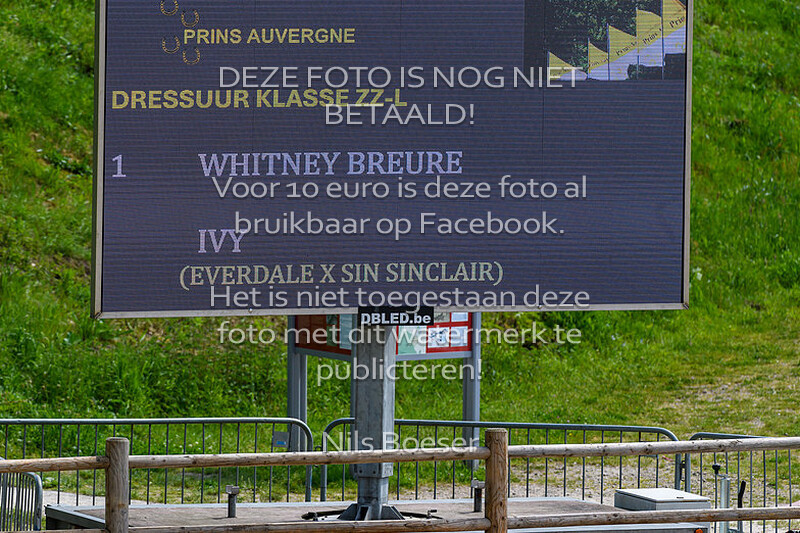 PRINS AUVERGNE
DEZE FOTO IS NOG NIET
DRESSUUR KLASSE ZZ-L
BETAALD!
1 WHITNEY BREURE
Voor 10 euro is deze foto al
bruikbaar op Facebook.
IVY
(EVERDALE X SIN SINCLAIR)
Het is niet toegestaan deze
DBLED.be
foto met dit watermerk te
publiceren!
Nils Boeser